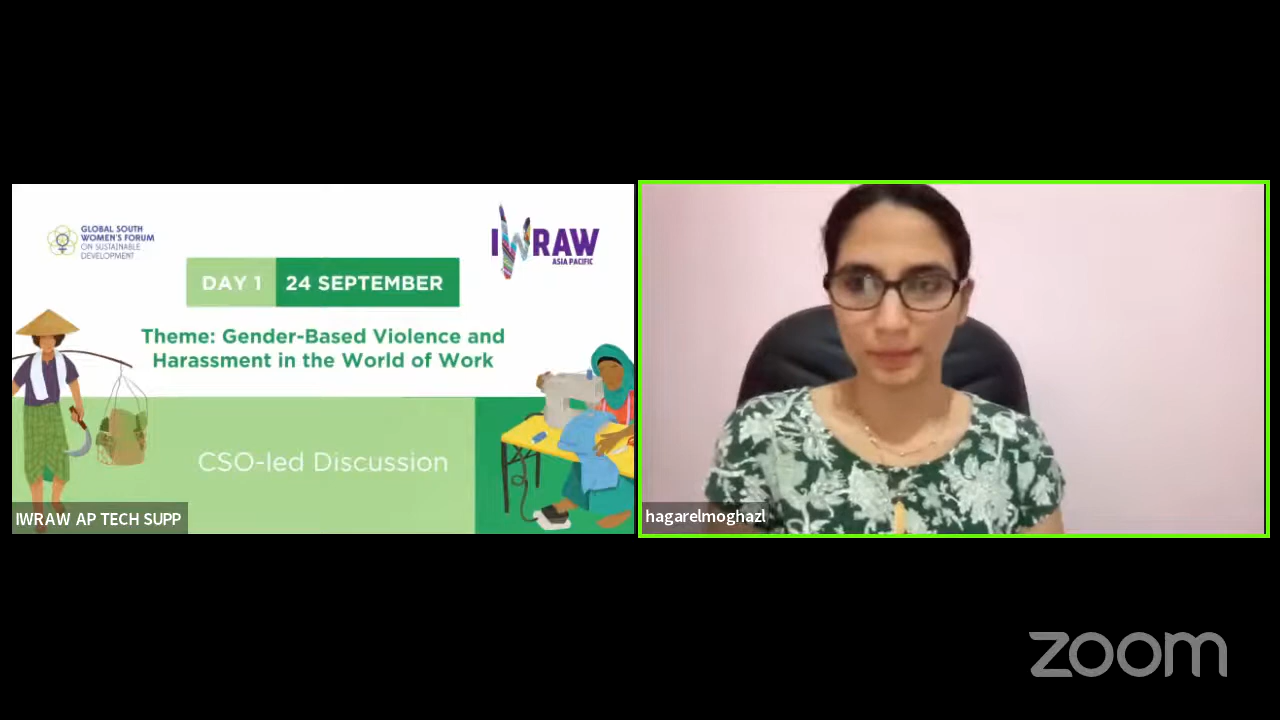 GLOBAL SOUTH
WOMEN'S FORUM
ON SUSTAINABLE
DEVELOPMENT
IWRAW
ASIA PACIFIC
DAY 1
24 SEPTEMBER
Theme: Gender-Based Violence and
Harassment in the World of Work
CSO-led Discussion
IWRAW AP TECH SUPP
hagarelmoghazl
zoom